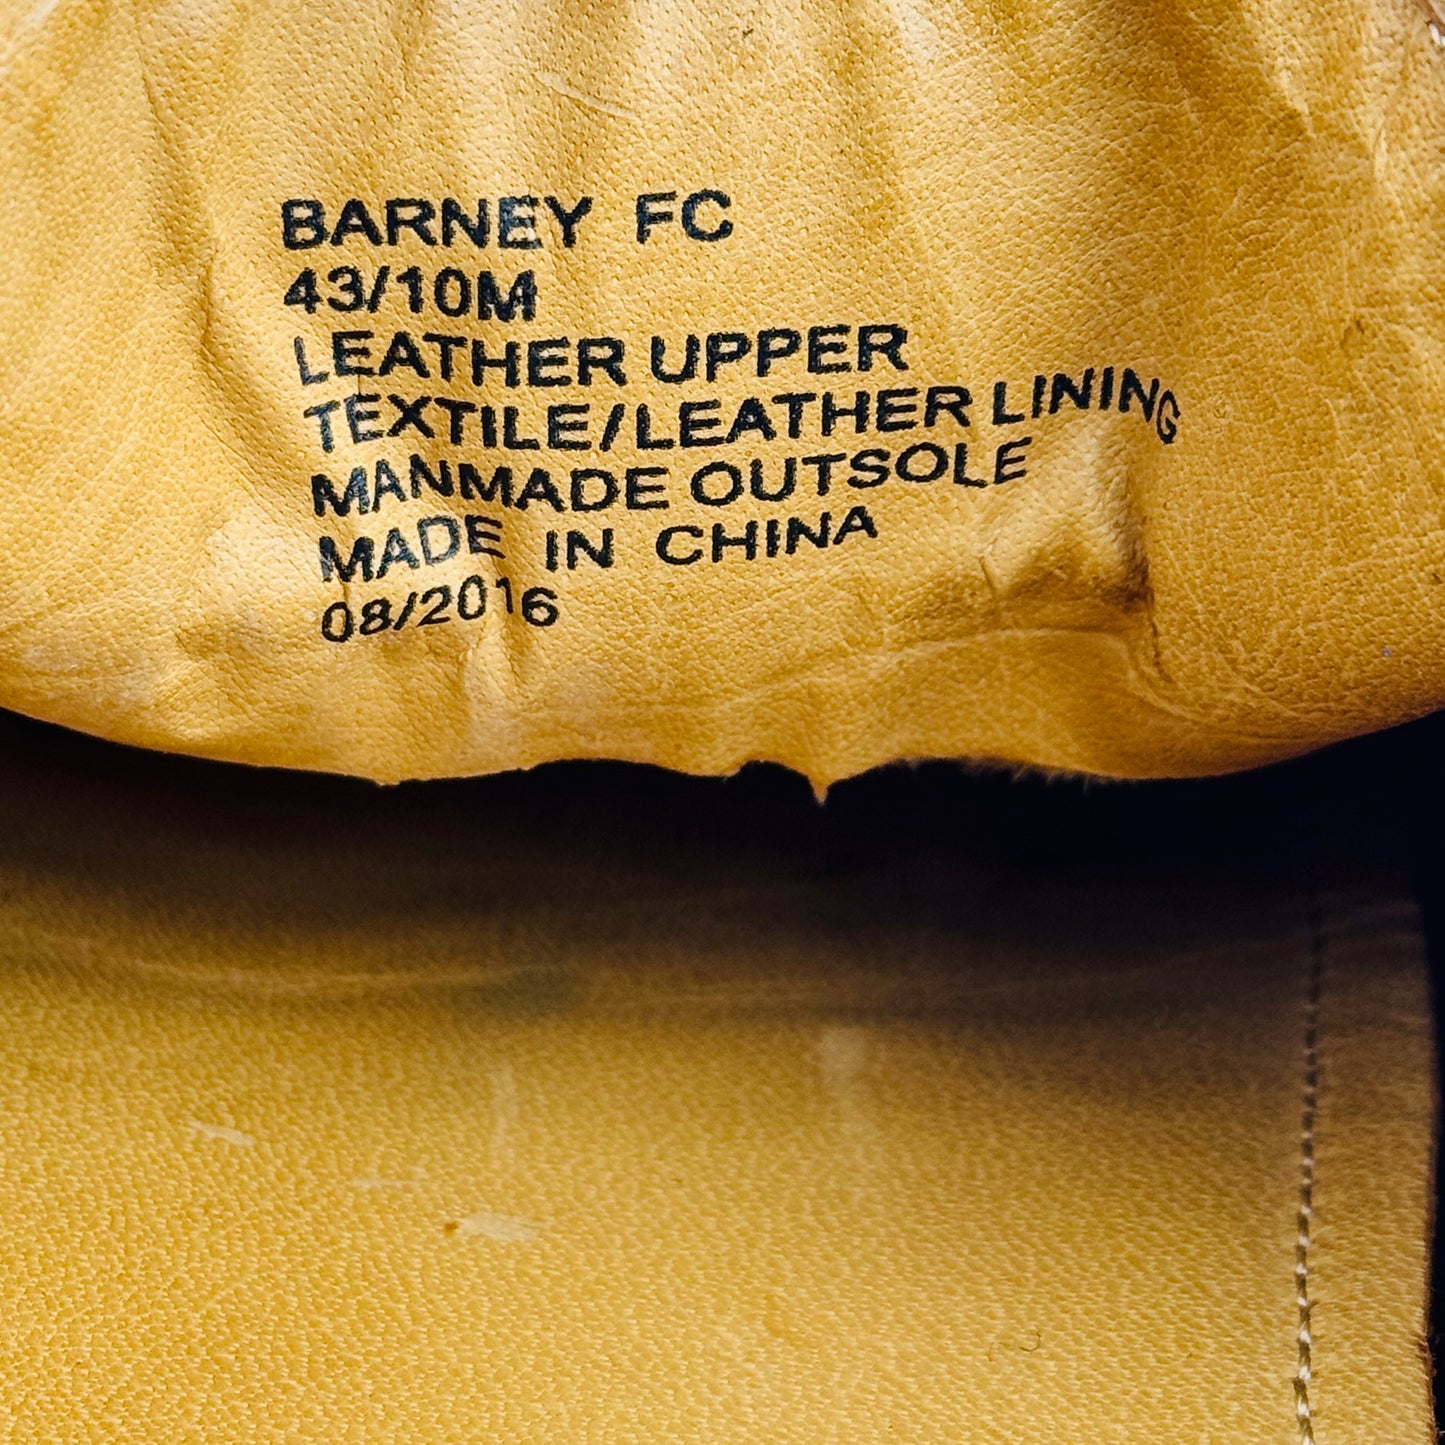 BARNEY FC
43/10M
LEATHER UPPER
TEXTILE/LEATHER LINING
MANMADE OUTSOLE
MADE IN CHINA
08/2016